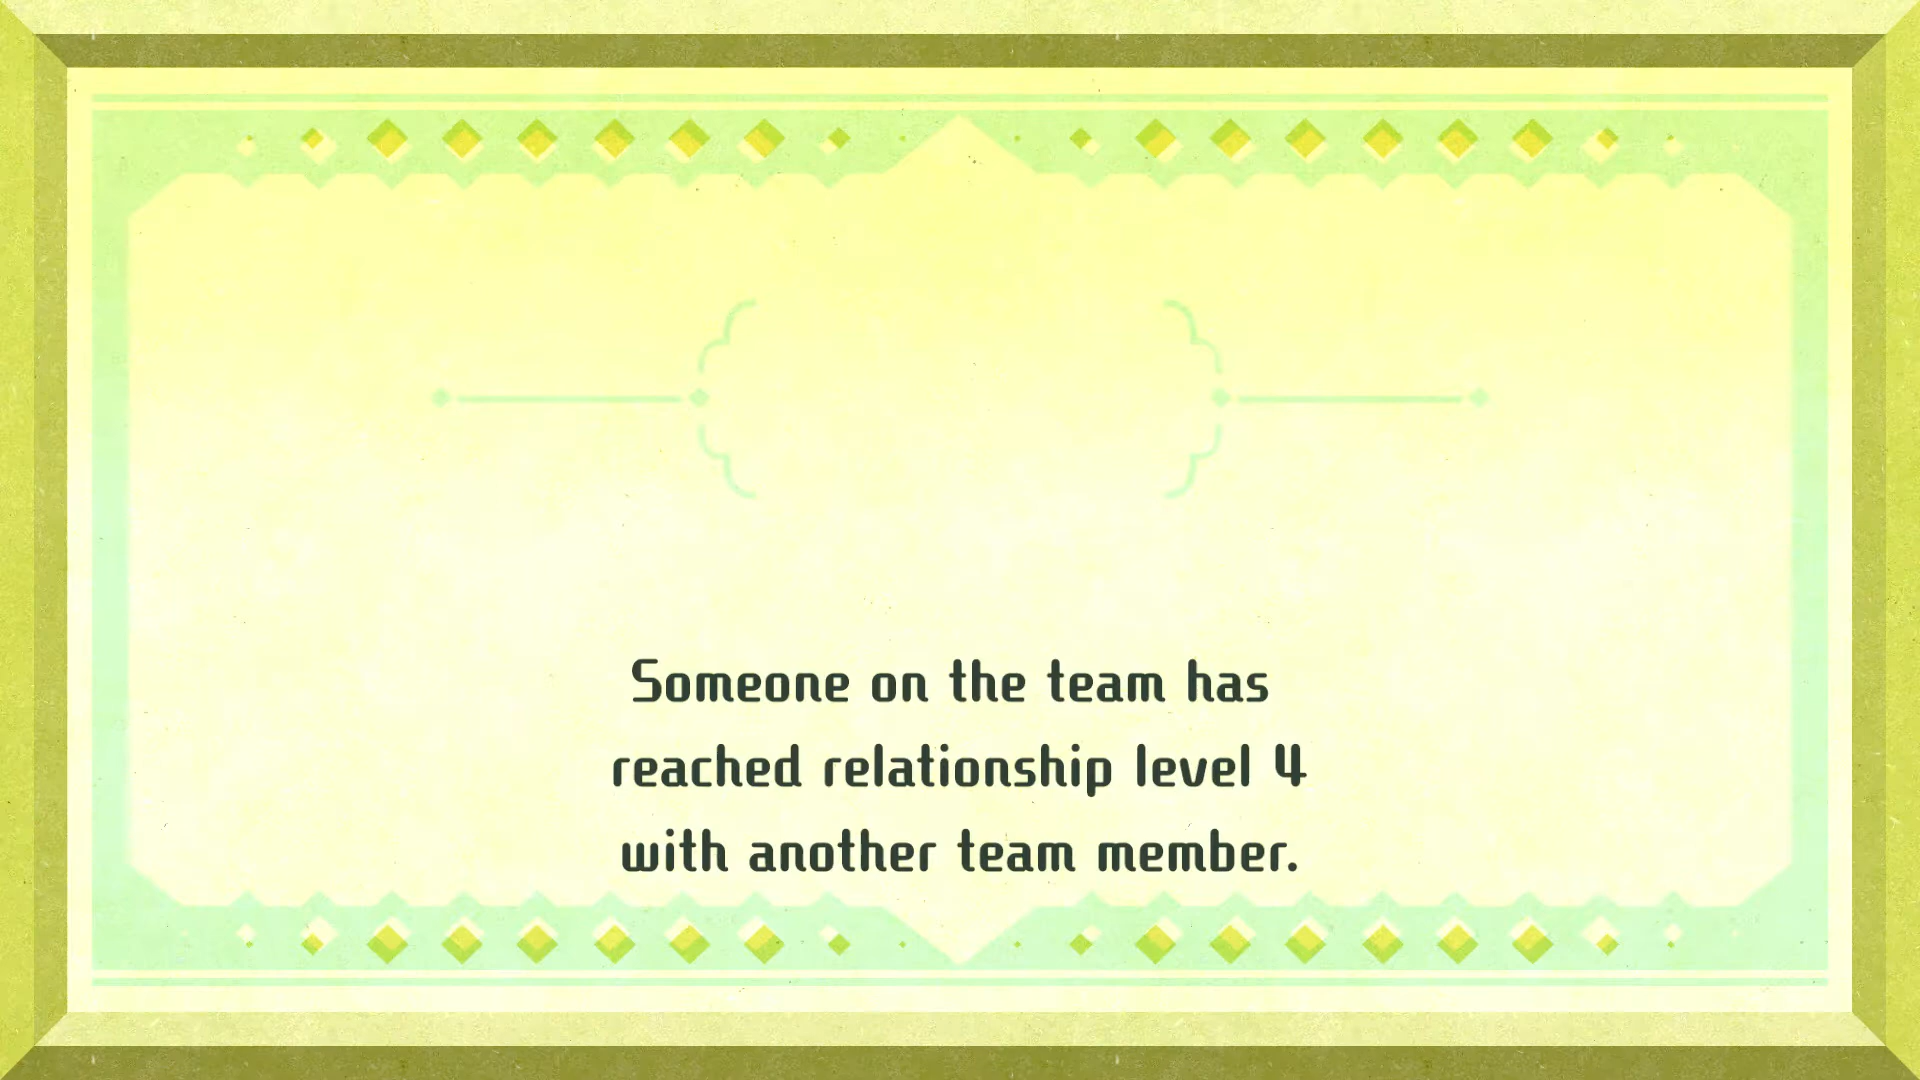 Someone on the team has
reached relationship level 4
with another team member.